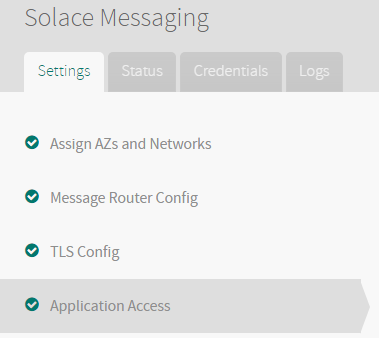 Solace Messaging
Settings Status Credentials Logs
Assign AZs and Networks
Message Router Config
TLS Config
Application Access